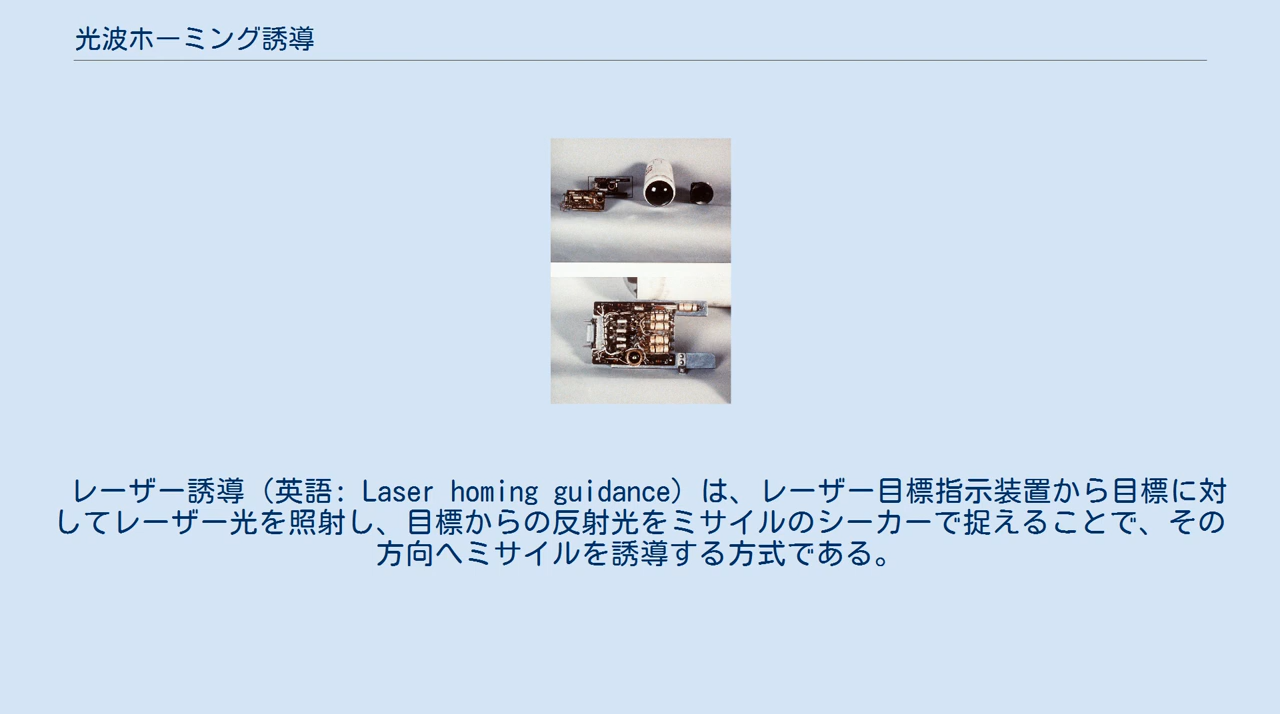 光波ホーミング誘導
レーザー誘導（英語: Laser homing guidance）は、レーザー目標指示装置から目標に対
してレーザー光を照射し、目標からの反射光をミサイルのシーカーで捉えることで、その
方向へミサイルを誘導する方式である。